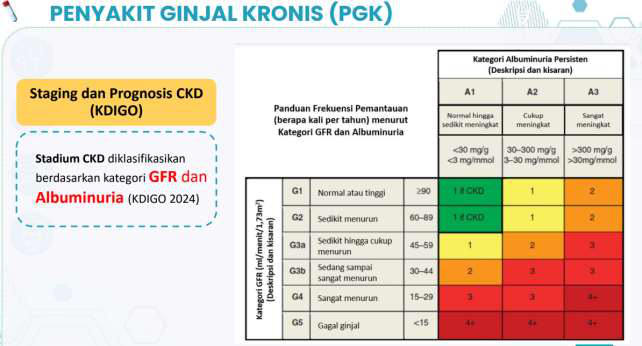 PENYAKIT GINJAL KRONIS (PGK)
Staging dan Prognosis CKD
(KDIGO)
Stadium CKD diklasifikasikan
berdasarkan kategori GFR dan
Albuminuria (KDIGO 2024)
Panduan Frekuensi Pemantauan
(berapa kali per tahun) menurut
Kategori GFR dan Albuminuria
Kategori Albuminuria Persisten
(Deskripsi dan kisaran)
A1 A2 A3
Normal hingga
sedikit meningkat
Cukup
meningkat
Sangat
meningkat
<30 mg/g
<3 mg/mmol
30–300 mg/g
3–30 mg/mmol
>300 mg/g
>30mg/mmol
Kategori GFR (ml/menit/1,73m²)
(Deskripsi dan kisaran)
G1 Normal atau tinggi ≥90 1 if CKD 1 2
G2 Sedikit menurun 60–89 1 if CKD 1 2
G3a Sedikit hingga cukup
menurun 45–59 1 2 3
G3b Sedang sampai
sangat menurun 30–44 2 3 3
G4 Sangat menurun 15–29 3 3 4+
G5 Gagal ginjal <15 4+ 4+ 4+